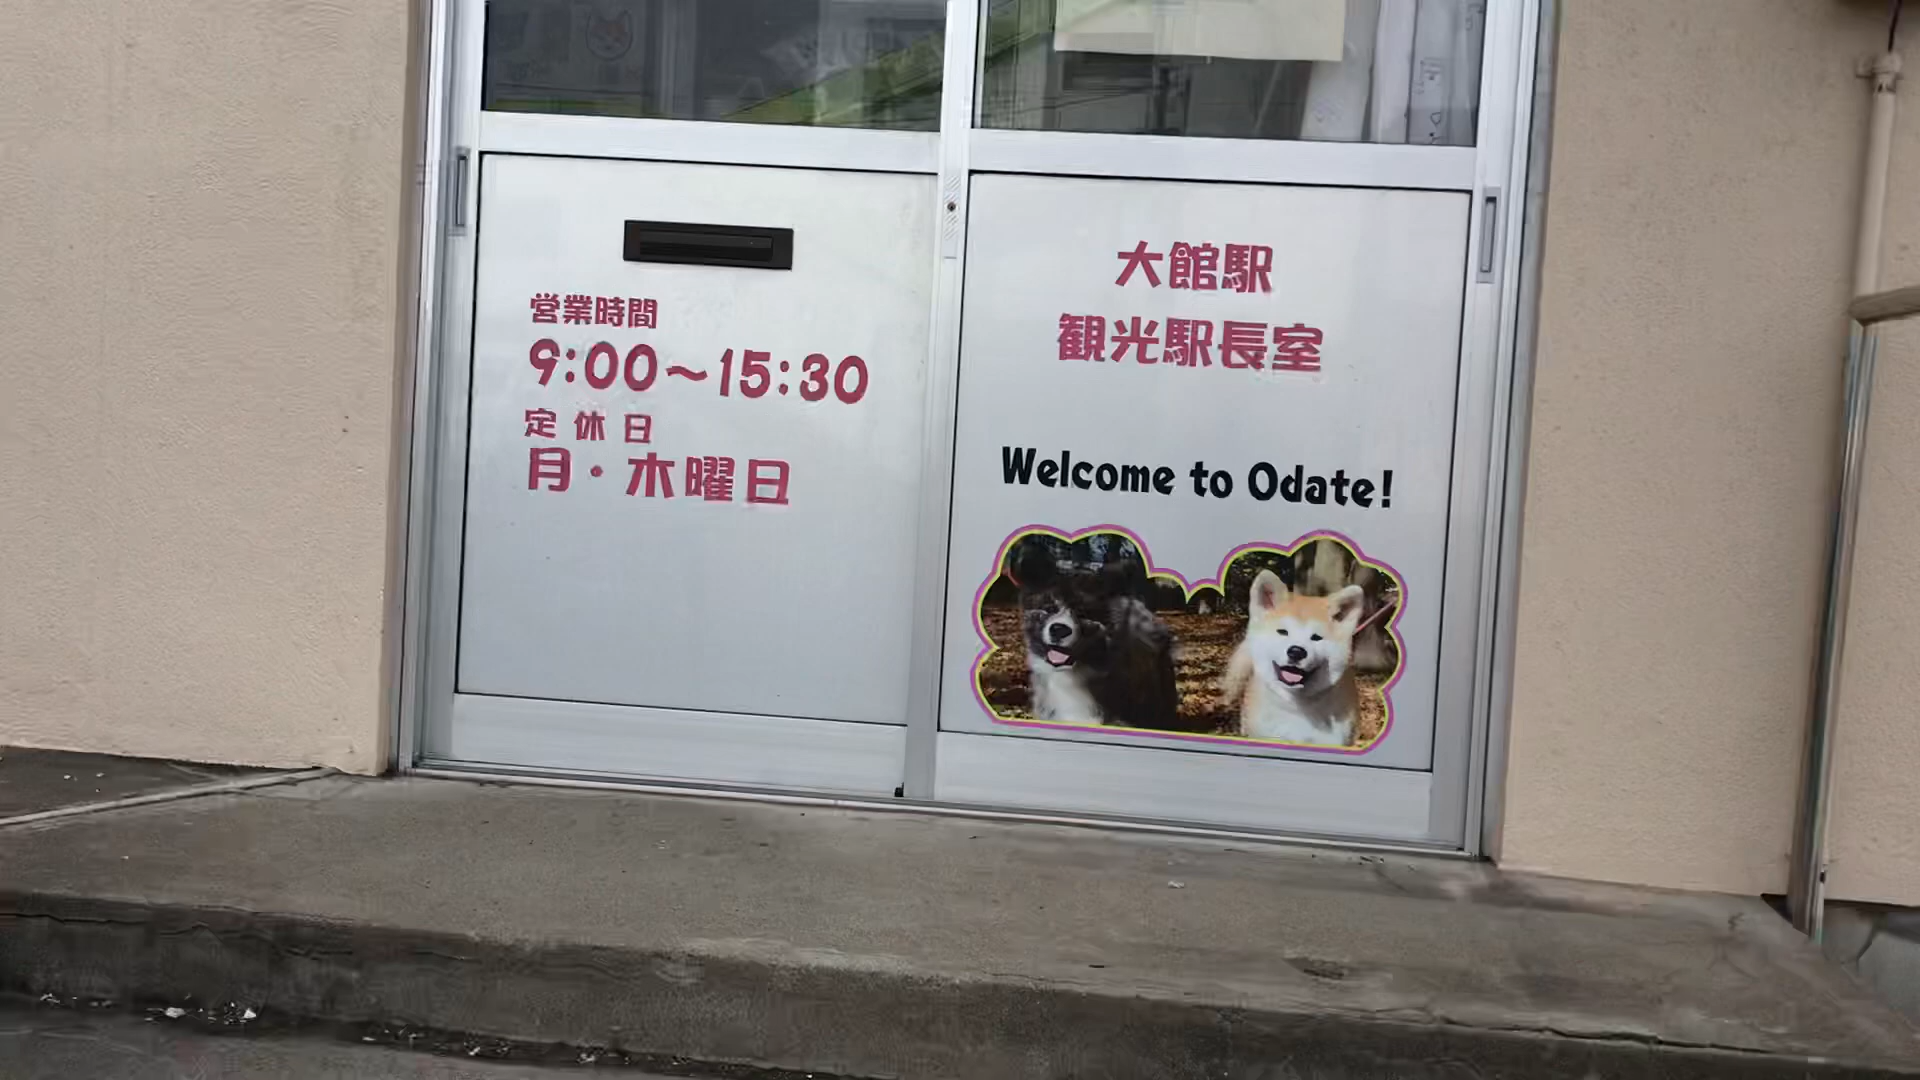 営業時間
9:00～15:30
定休日
月・木曜日
大館駅
観光駅長室
Welcome to Odate!